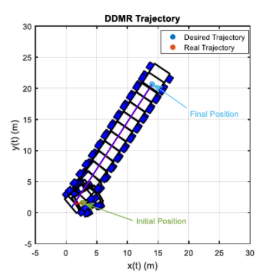 DDMR Trajectory
Desired Trajectory
Real Trajectory
Final Position
Initial Position
30
25
20
15
10
5
0
-5
y(t) (m)
-5 0 5 10 15 20 25 30
x(t) (m)